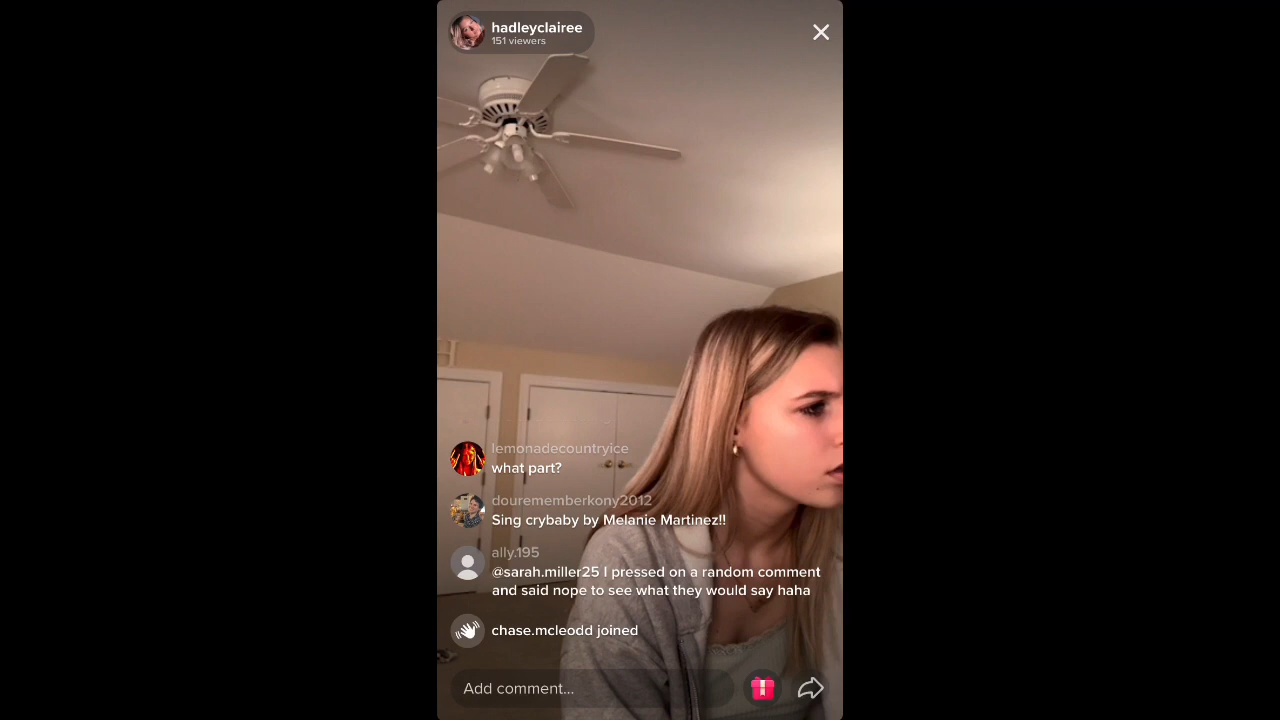 hadleyclairee
151 viewers
lemonadecountryice
what part?
dourememberkony2012
Sing crybaby by Melanie Martinez!!
ally.195
@sarah.miller25 I pressed on a random comment
and said nope to see what they would say haha
chase.mcleodd joined
Add comment...